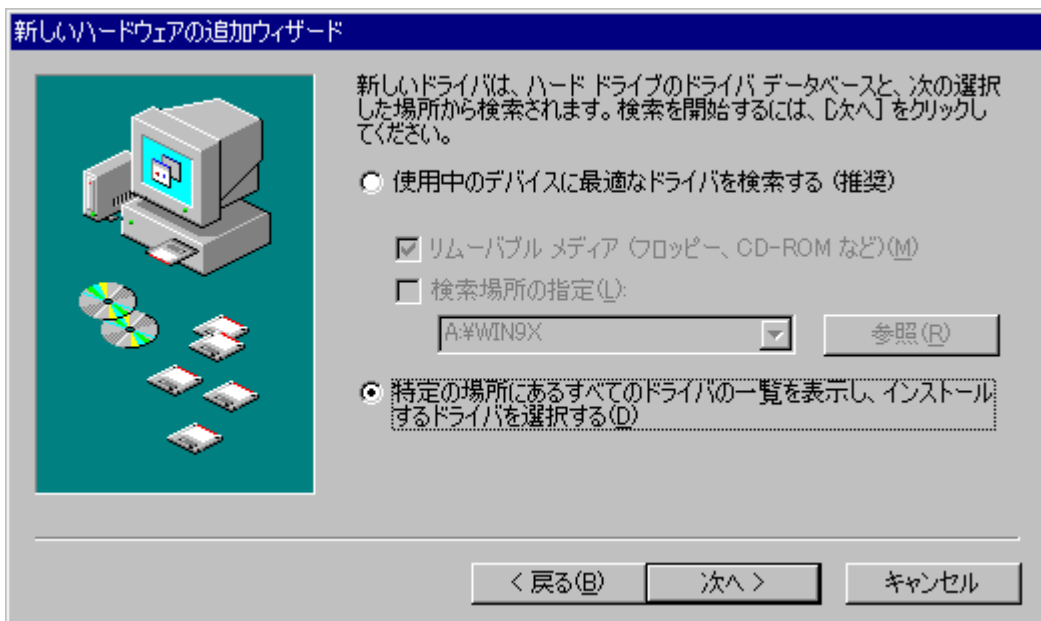 新しいハードウェアの追加ウィザード
新しいドライバは、ハード ドライブのドライバ データベースと、次の選択
した場所から検索されます。検索を開始するには、[次へ] をクリックし
てください。
使用中のデバイスに最適なドライバを検索する (推奨)
リムーバブル メディア (フロッピー、CD-ROM など)(M)
検索場所の指定(L):
A:¥WIN9X
参照(R)
特定の場所にあるすべてのドライバの一覧を表示し、インストール
するドライバを選択する(D)
< 戻る(B)
次へ >
キャンセル